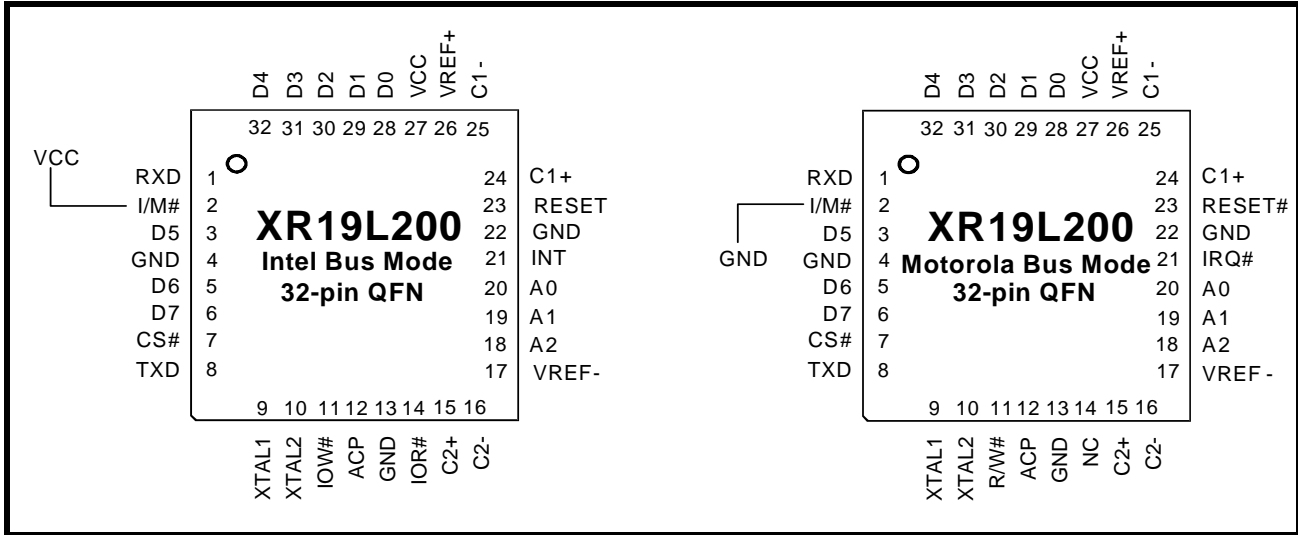 D4 D3 D2 D1 D0 VCC VREF+ C1-
32 31 30 29 28 27 26 25
VCC
RXD 1 24 C1+
I/M# 2 23 RESET
D5 3 22 GND
GND 4 21 INT
D6 5 20 A0
D7 6 19 A1
CS# 7 18 A2
TXD 8 17 VREF-
XR19L200
Intel Bus Mode
32-pin QFN
9 10 11 12 13 14 15 16
XTAL1 XTAL2 IOW# ACP GND IOR# C2+ C2-
D4 D3 D2 D1 D0 VCC VREF+ C1-
32 31 30 29 28 27 26 25
RXD 1 24 C1+
I/M# 2 23 RESET#
D5 3 22 GND
GND
GND 4 21 IRQ#
D6 5 20 A0
D7 6 19 A1
CS# 7 18 A2
TXD 8 17 VREF-
XR19L200
Motorola Bus Mode
32-pin QFN
9 10 11 12 13 14 15 16
XTAL1 XTAL2 R/W# ACP GND NC C2+ C2-